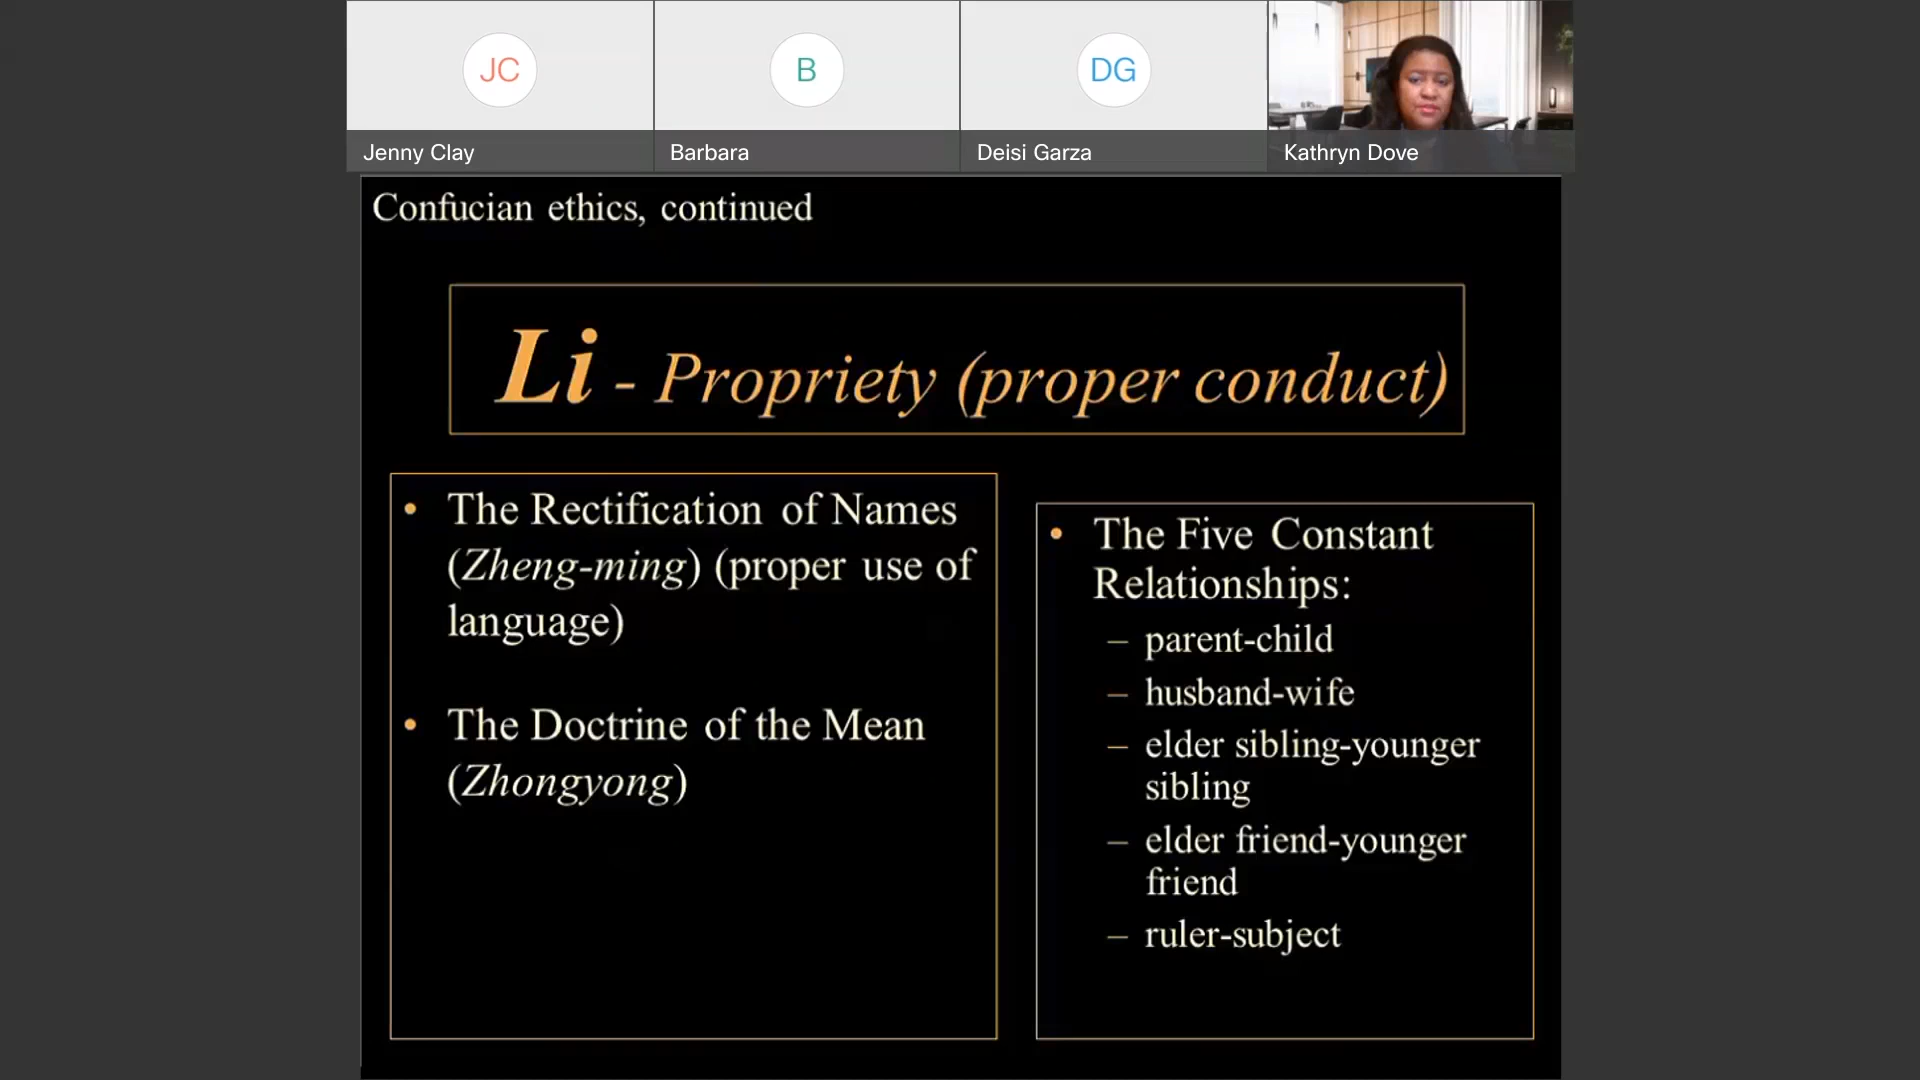 JC
B
DG
Jenny Clay
Barbara
Deisi Garza
Kathryn Dove
Confucian ethics, continued
Li - Propriety (proper conduct)
• The Rectification of Names
(Zheng-ming) (proper use of
language)
• The Doctrine of the Mean
(Zhongyong)
• The Five Constant
Relationships:
– parent-child
– husband-wife
– elder sibling-younger
sibling
– elder friend-younger
friend
– ruler-subject